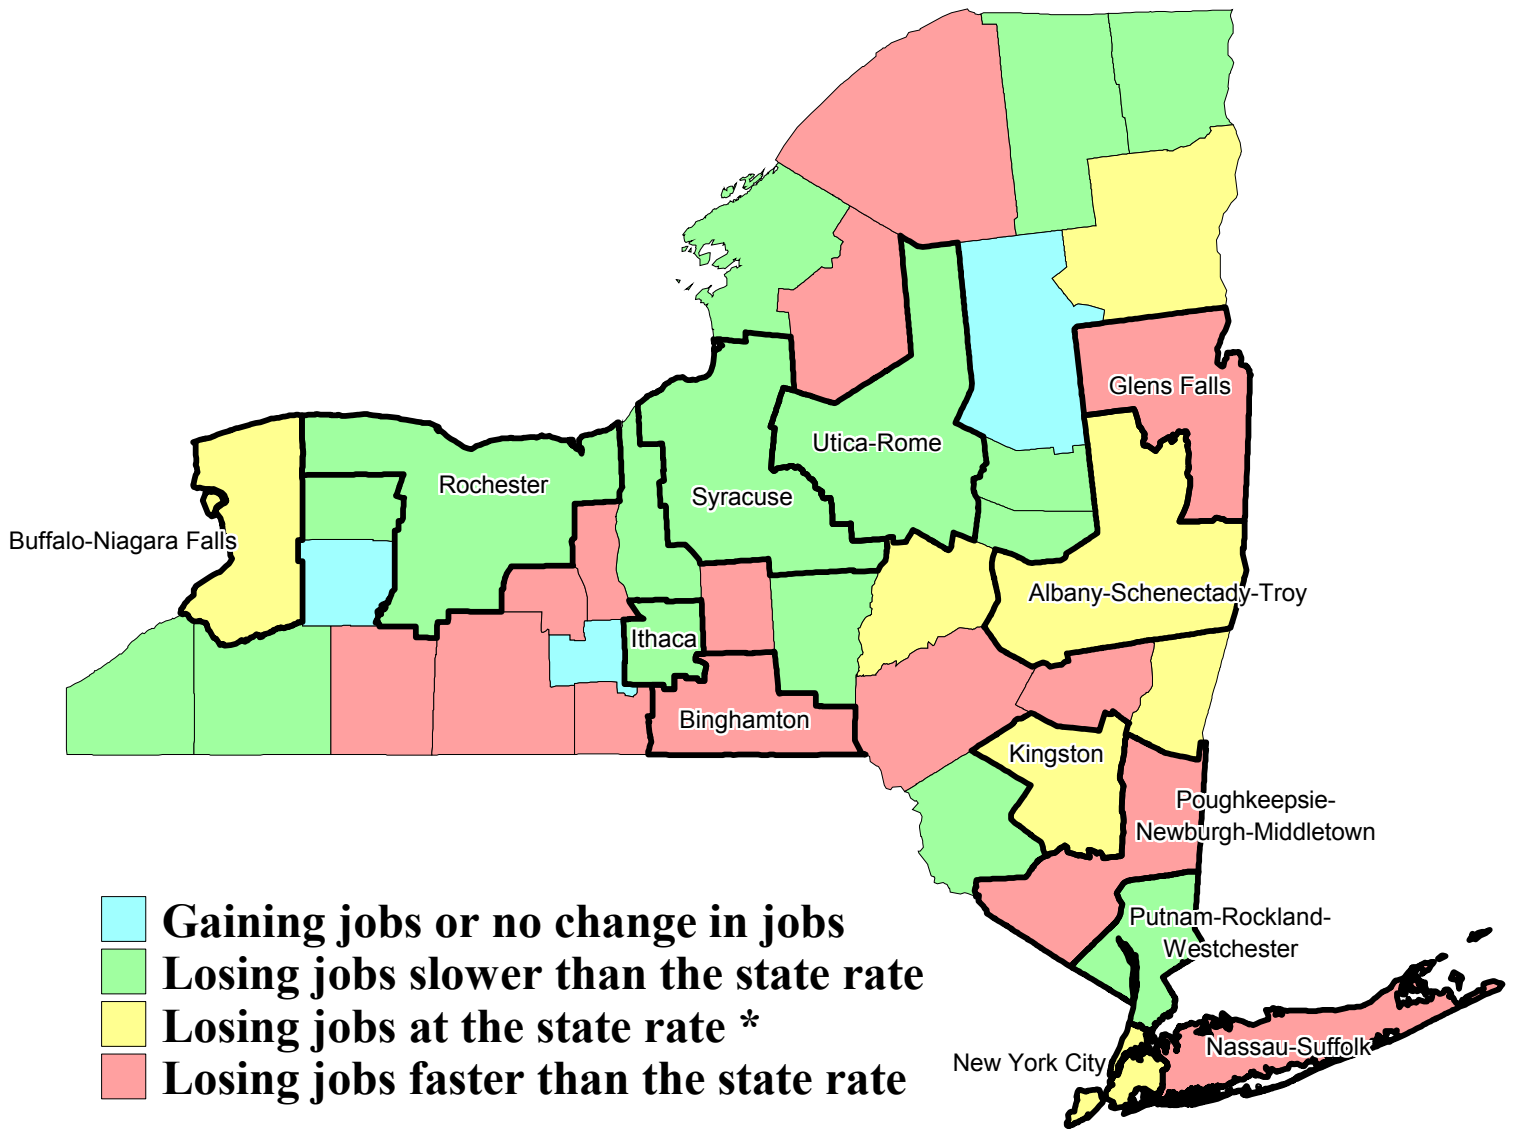 Glens Falls
Utica-Rome
Rochester
Syracuse
Buffalo-Niagara Falls
Albany-Schenectady-Troy
Ithaca
Binghamton
Kingston
Poughkeepsie-
Newburgh-Middletown
Putnam-Rockland-
Westchester
Nassau-Suffolk
New York City
Gaining jobs or no change in jobs
Losing jobs slower than the state rate
Losing jobs at the state rate *
Losing jobs faster than the state rate